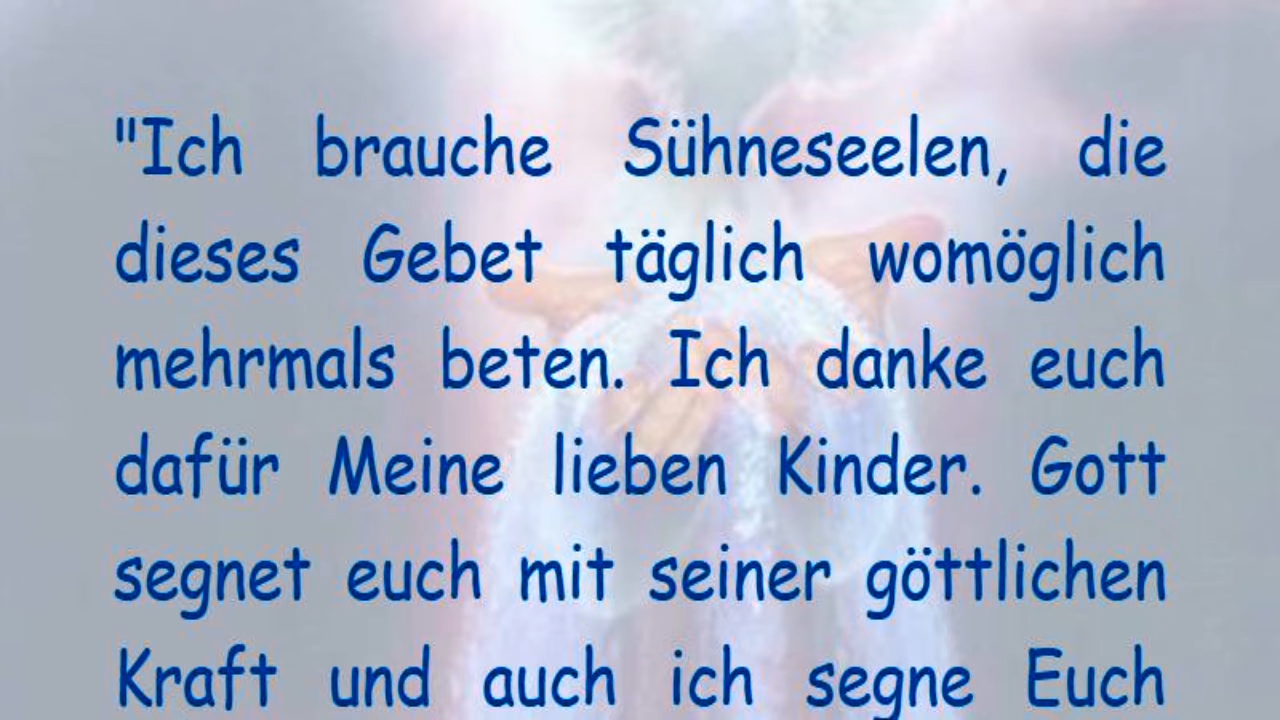 "Ich brauche Sühneseelen, die
dieses Gebet täglich womöglich
mehrmals beten. Ich danke euch
dafür Meine lieben Kinder. Gott
segnet euch mit seiner göttlichen
Kraft und auch ich segne Euch